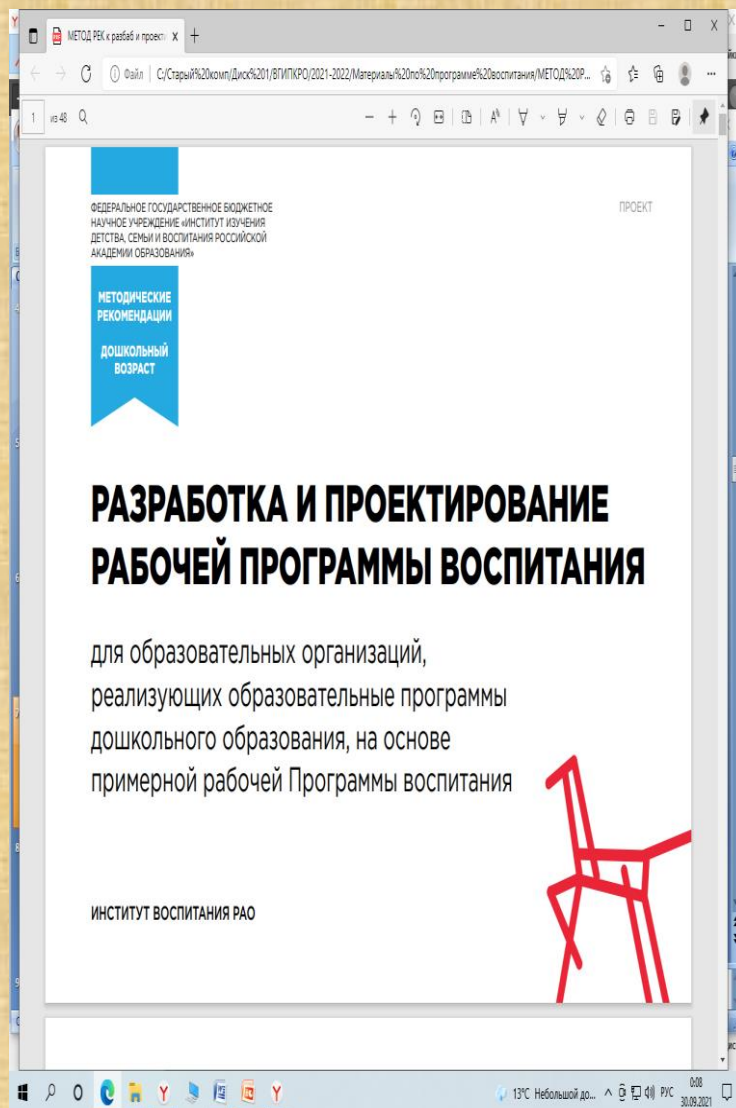 МЕТОД РЕК к разбаб и проект
Файл | C:/Старый%20комп/Диск%201/ВГИПКРО/2021-2022/Материалы%20по%20программе%20воспитания/МЕТОД%20Р...
1 из 48
ФЕДЕРАЛЬНОЕ ГОСУДАРСТВЕННОЕ БЮДЖЕТНОЕ
НАУЧНОЕ УЧРЕЖДЕНИЕ «ИНСТИТУТ ИЗУЧЕНИЯ
ДЕТСТВА, СЕМЬИ И ВОСПИТАНИЯ РОССИЙСКОЙ
АКАДЕМИИ ОБРАЗОВАНИЯ»
ПРОЕКТ
МЕТОДИЧЕСКИЕ
РЕКОМЕНДАЦИИ
ДОШКОЛЬНЫЙ
ВОЗРАСТ
РАЗРАБОТКА И ПРОЕКТИРОВАНИЕ
РАБОЧЕЙ ПРОГРАММЫ ВОСПИТАНИЯ
для образовательных организаций,
реализующих образовательные программы
дошкольного образования, на основе
примерной рабочей Программы воспитания
ИНСТИТУТ ВОСПИТАНИЯ РАО
13°C Небольшой до...
РУС
0:08
30.09.2021